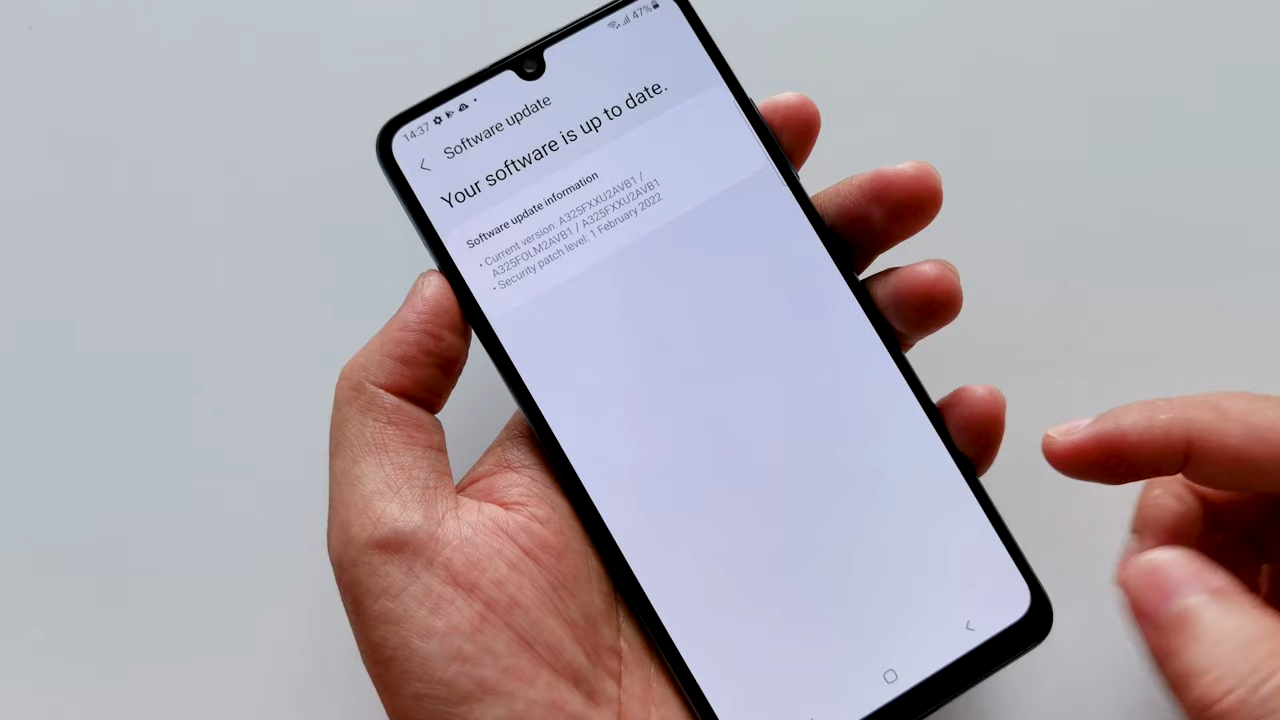 14:37
47%
Software update
Your software is up to date.
Software update information
• Current version: A325FXXU2AVB1 /
A325FOLM2AVB1 / A325FXXU2AVB1
• Security patch level: 1 February 2022